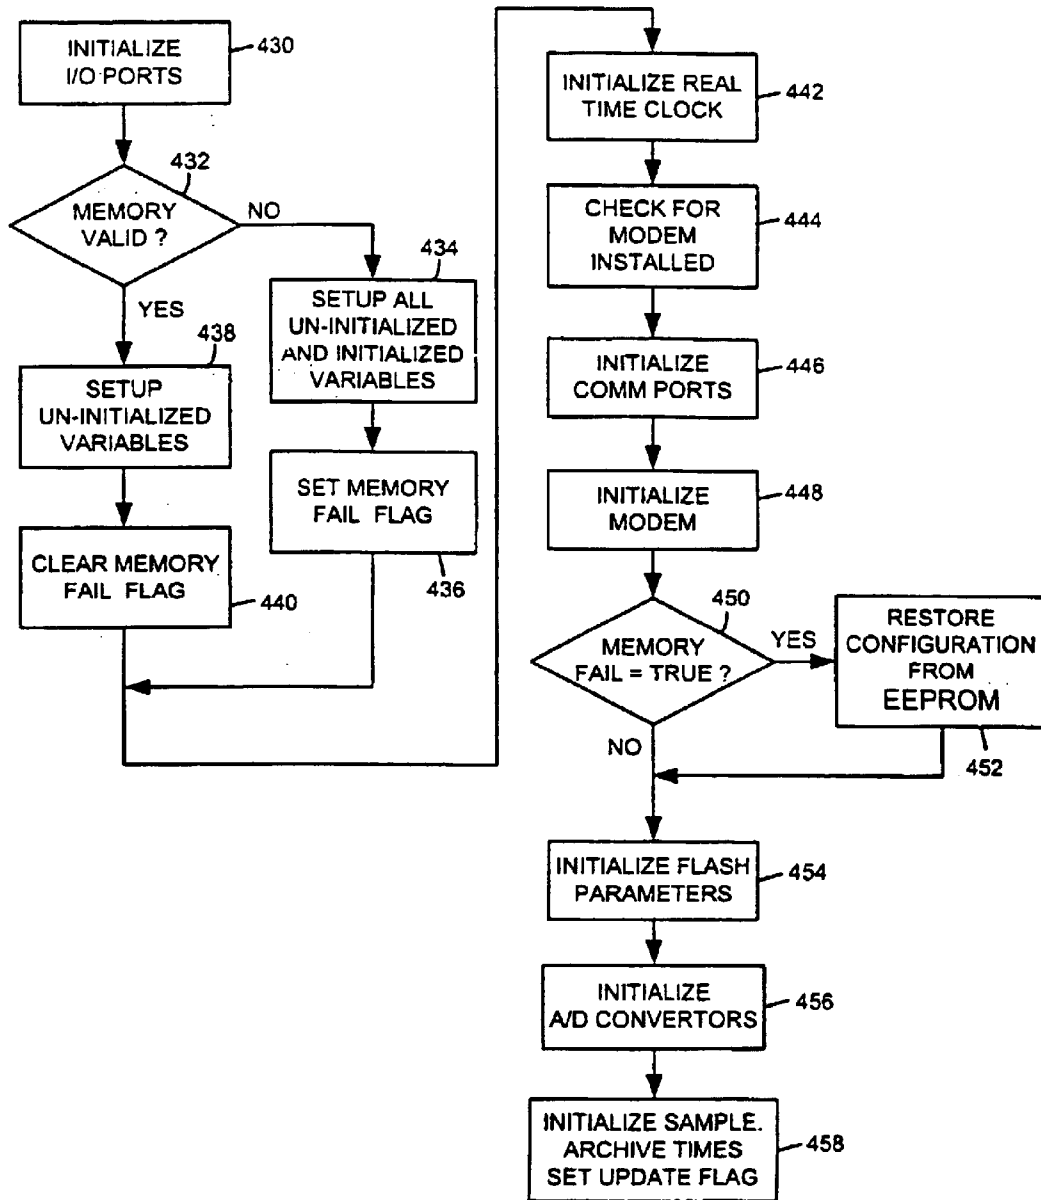 INITIALIZE
I/O PORTS
430
432
MEMORY
VALID ?
NO
YES
434
SETUP ALL
UN-INITIALIZED
AND INITIALIZED
VARIABLES
438
SETUP
UN-INITIALIZED
VARIABLES
SET MEMORY
FAIL FLAG
436
CLEAR MEMORY
FAIL FLAG
440
INITIALIZE REAL
TIME CLOCK
442
CHECK FOR
MODEM
INSTALLED
444
INITIALIZE
COMM PORTS
446
INITIALIZE
MODEM
448
450
MEMORY
FAIL = TRUE ?
YES
NO
RESTORE
CONFIGURATION
FROM
EEPROM
452
INITIALIZE FLASH
PARAMETERS
454
INITIALIZE
A/D CONVERTORS
456
INITIALIZE SAMPLE.
ARCHIVE TIMES
SET UPDATE FLAG
458